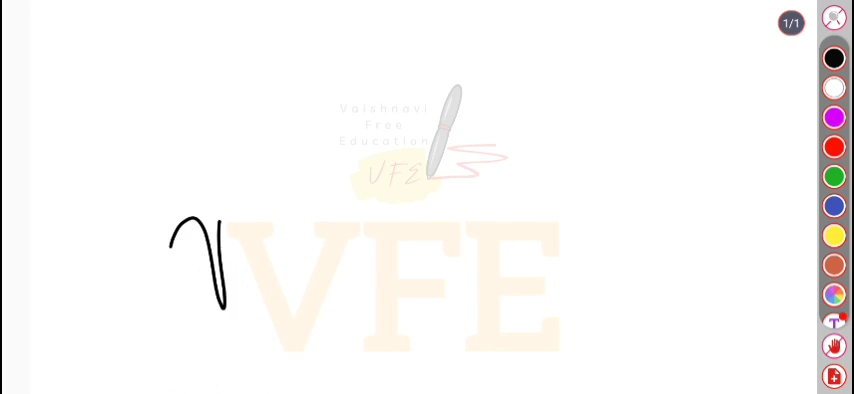 1/1
Vaishnavi
Free
Education
VFE
VFE
T